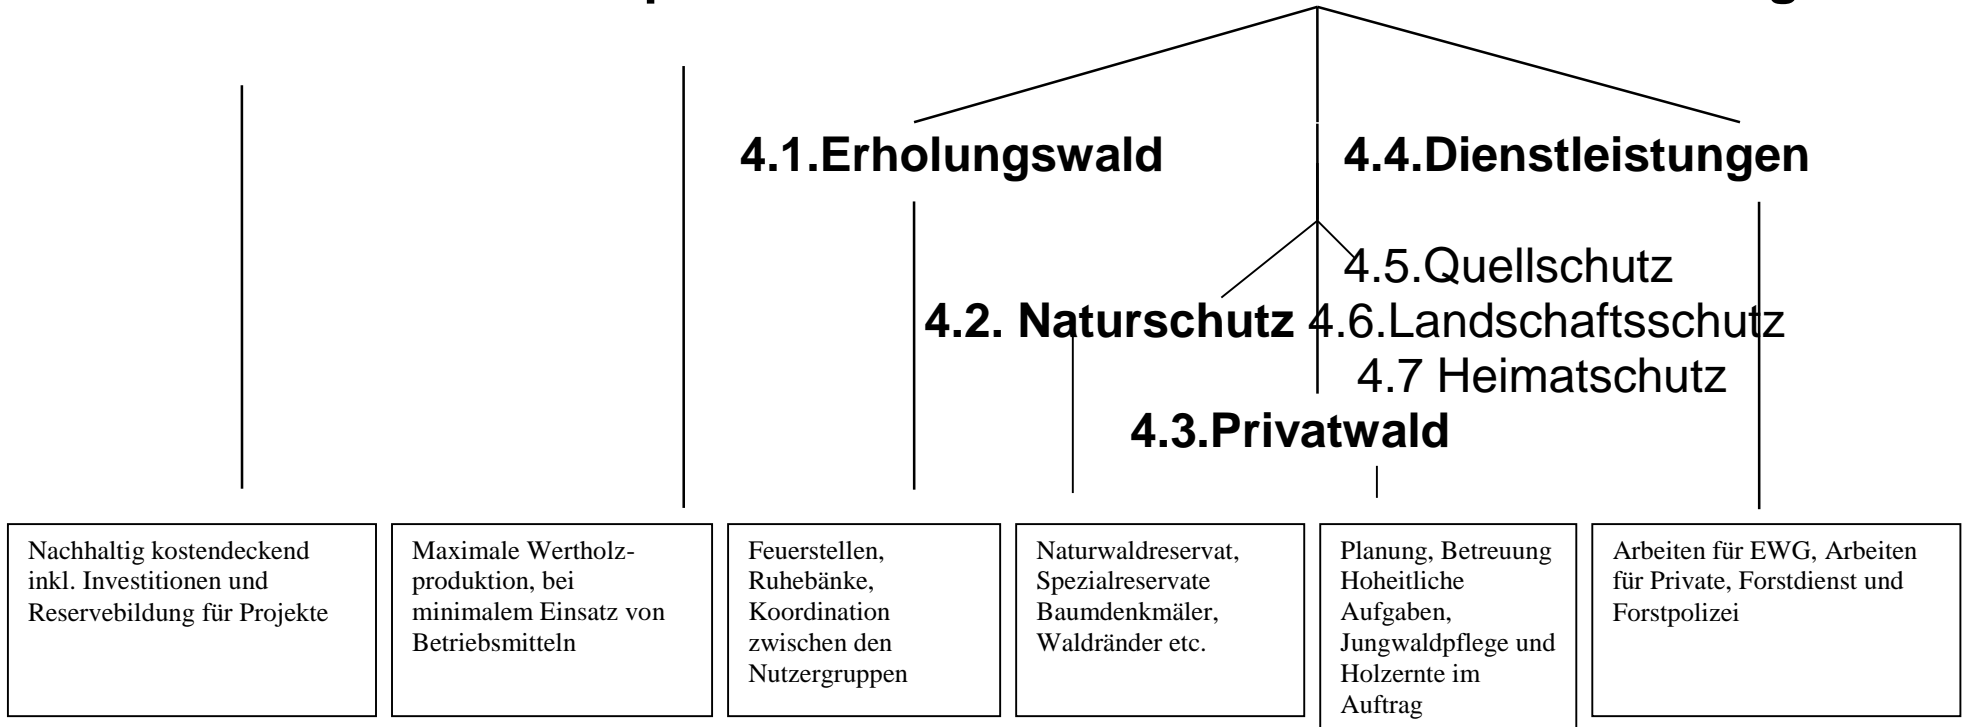 4.1.Erholungswald
4.4.Dienstleistungen
4.5.Quellschutz
4.2. Naturschutz 4.6.Landschaftsschutz
4.7 Heimatschutz
4.3.Privatwald
Nachhaltig kostendeckend
inkl. Investitionen und
Reservebildung für Projekte
Maximale Wertholz-
produktion, bei
minimalem Einsatz von
Betriebsmitteln
Feuerstellen,
Ruhebänke,
Koordination
zwischen den
Nutzergruppen
Naturwaldreservat,
Spezialreservate
Baumdenkmäler,
Waldränder etc.
Planung, Betreuung
Hoheitliche
Aufgaben,
Jungwaldpflege und
Holzernte im
Auftrag
Arbeiten für EWG, Arbeiten
für Private, Forstdienst und
Forstpolizei